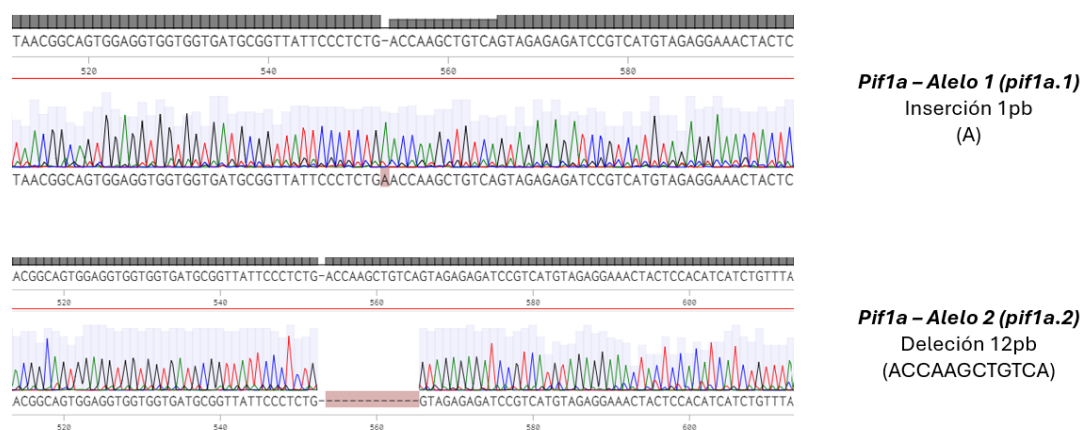 TAACGGCAGTGGAGGTGGTGGTGATGCGGTTATTCCCTCTG-ACCAAGCTGTCAGTAGAGAGATCCGTCATGTAGAGGAAACTACTC
520 540 560 580
TAACGGCAGTGGAGGTGGTGGTGATGCGGTTATTCCCTCTGAACCAAGCTGTCAGTAGAGAGATCCGTCATGTAGAGGAAACTACTC
Pif1a – Alelo 1 (pif1a.1)
Inserción 1pb
(A)
ACGGCAGTGGAGGTGGTGGTGATGCGGTTATTCCCTCTG-ACCAAGCTGTCAGTAGAGAGATCCGTCATGTAGAGGAAACTACTCCACATCATCTGTTTA
520 540 560 580 600
ACGGCAGTGGAGGTGGTGGTGATGCGGTTATTCCCTCTG-------------GTAGAGAGATCCGTCATGTAGAGGAAACTACTCCACATCATCTGTTTA
520 540 560 580 600
Pif1a – Alelo 2 (pif1a.2)
Deleción 12pb
(ACCAAGCTGTCA)